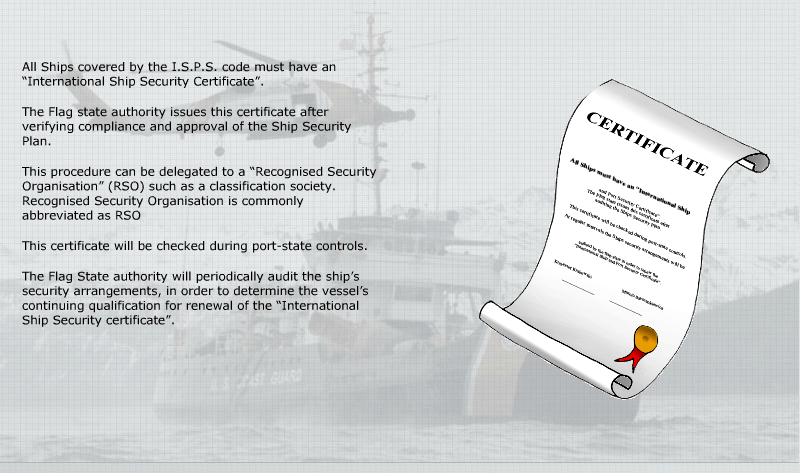 All Ships covered by the I.S.P.S. code must have an
“International Ship Security Certificate”.
The Flag state authority issues this certificate after
verifying compliance and approval of the Ship Security
Plan.
This procedure can be delegated to a “Recognised Security
Organisation” (RSO) such as a classification society.
Recognised Security Organisation is commonly
abbreviated as RSO
This certificate will be checked during port-state controls.
The Flag State authority will periodically audit the ship’s
security arrangements, in order to determine the vessel’s
continuing qualification for renewal of the “International
Ship Security certificate”.
CERTIFICATE
All Ships must have an "International Ship
and Port Security Certificate"
This certificate will be checked during port-state controls.
U.S. COAST GUARD